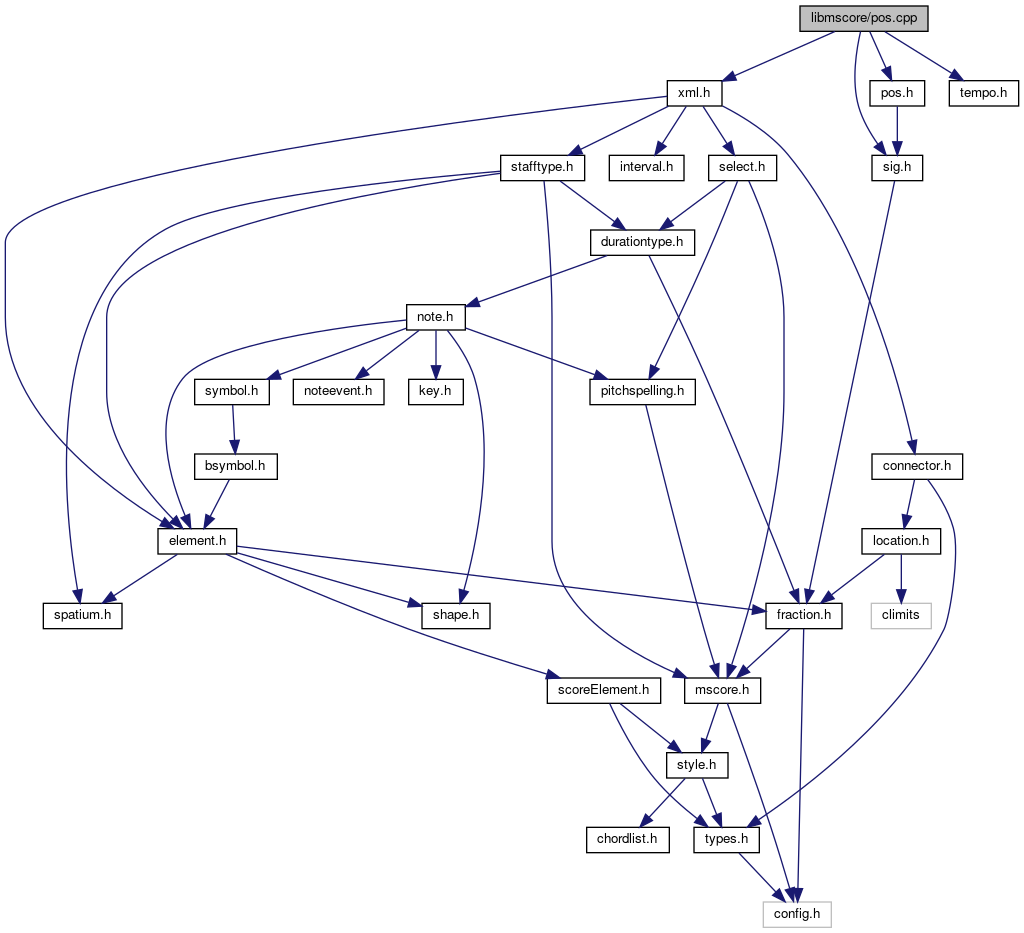 libmscore/pos.cpp
xml.h
pos.h
tempo.h
stafftype.h
interval.h
select.h
sig.h
durationtype.h
note.h
symbol.h
noteevent.h
key.h
pitchspelling.h
bsymbol.h
connector.h
element.h
location.h
spatium.h
shape.h
fraction.h
climits
scoreElement.h
mscore.h
style.h
chordlist.h
types.h
config.h